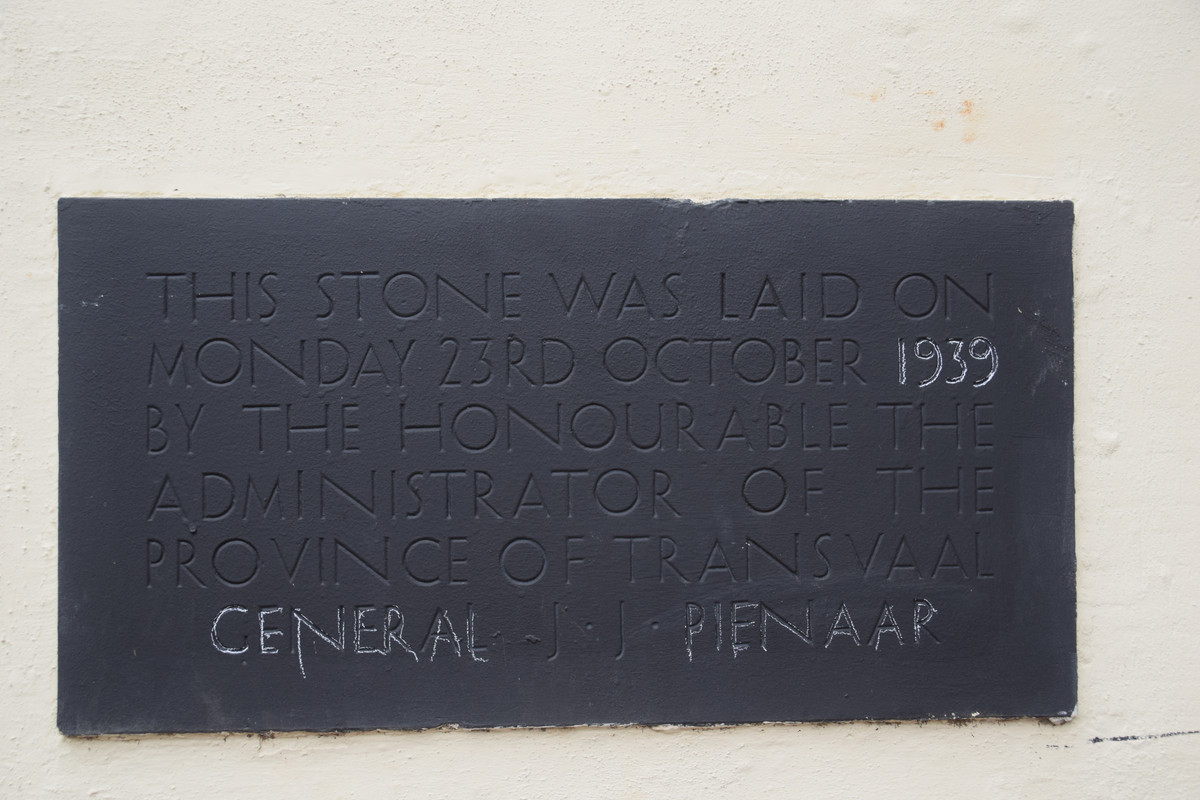 THIS STONE WAS LAID ON
MONDAY 23RD OCTOBER 1939
BY THE HONOURABLE THE
ADMINISTRATOR OF THE
PROVINCE OF TRANSVAAL
GENERAL · J · J · PIENAAR